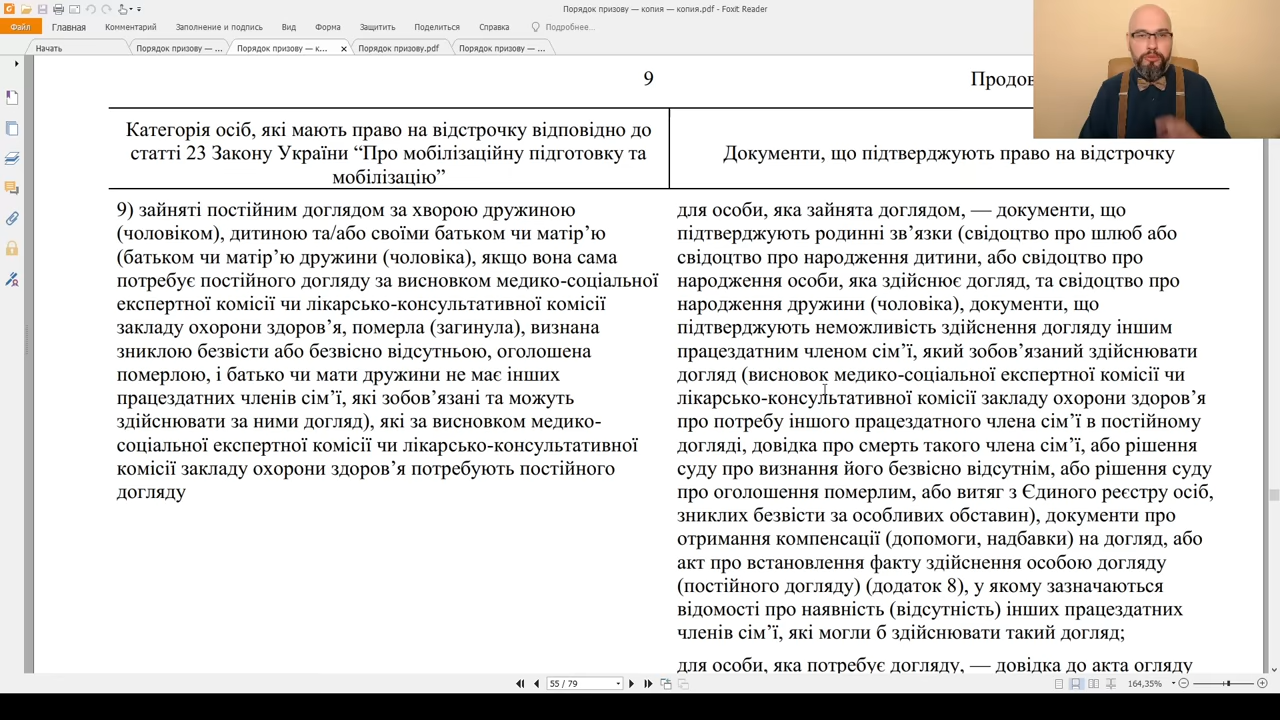 Порядок призову — копия — копия.pdf - Foxit Reader
Файл Главная Комментарий Заполнение и подпись Вид Форма Защитить Поделиться Справка Подробнее...
Начать Порядок призову — ... Порядок призову — к... Порядок призову.pdf Порядок призову — ...
9 Продов
Категорія осіб, які мають право на відстрочку відповідно до
статті 23 Закону України “Про мобілізаційну підготовку та
мобілізацію”
Документи, що підтверджують право на відстрочку
9) зайняті постійним доглядом за хворою дружиною
(чоловіком), дитиною та/або своїми батьком чи матір’ю
(батьком чи матір’ю дружини (чоловіка), якщо вона сама
потребує постійного догляду за висновком медико-соціальної
експертної комісії чи лікарсько-консультативної комісії
закладу охорони здоров’я, померла (загинула), визнана
зниклою безвісти або безвісно відсутньою, оголошена
померлою, і батько чи мати дружини не має інших
працездатних членів сім’ї, які зобов’язані та можуть
здійснювати за ними догляд), які за висновком медико-
соціальної експертної комісії чи лікарсько-консультативної
комісії закладу охорони здоров’я потребують постійного
догляду
для особи, яка зайнята доглядом, — документи, що
підтверджують родинні зв’язки (свідоцтво про шлюб або
свідоцтво про народження дитини, або свідоцтво про
народження особи, яка здійснює догляд, та свідоцтво про
народження дружини (чоловіка), документи, що
підтверджують неможливість здійснення догляду іншим
працездатним членом сім’ї, який зобов’язаний здійснювати
догляд (висновок медико-соціальної експертної комісії чи
лікарсько-консультативної комісії закладу охорони здоров’я
про потребу іншого працездатного члена сім’ї в постійному
догляді, довідка про смерть такого члена сім’ї, або рішення
суду про визнання його безвісно відсутнім, або рішення суду
про оголошення померлим, або витяг з Єдиного реєстру осіб,
зниклих безвісти за особливих обставин), документи про
отримання компенсації (допомоги, надбавки) на догляд, або
акт про встановлення факту здійснення особою догляду
(постійного догляду) (додаток 8), у якому зазначаються
відомості про наявність (відсутність) інших працездатних
членів сім’ї, які могли б здійснювати такий догляд;
для особи, яка потребує догляду, — довідка до акта огляду
55 / 79 164,35%